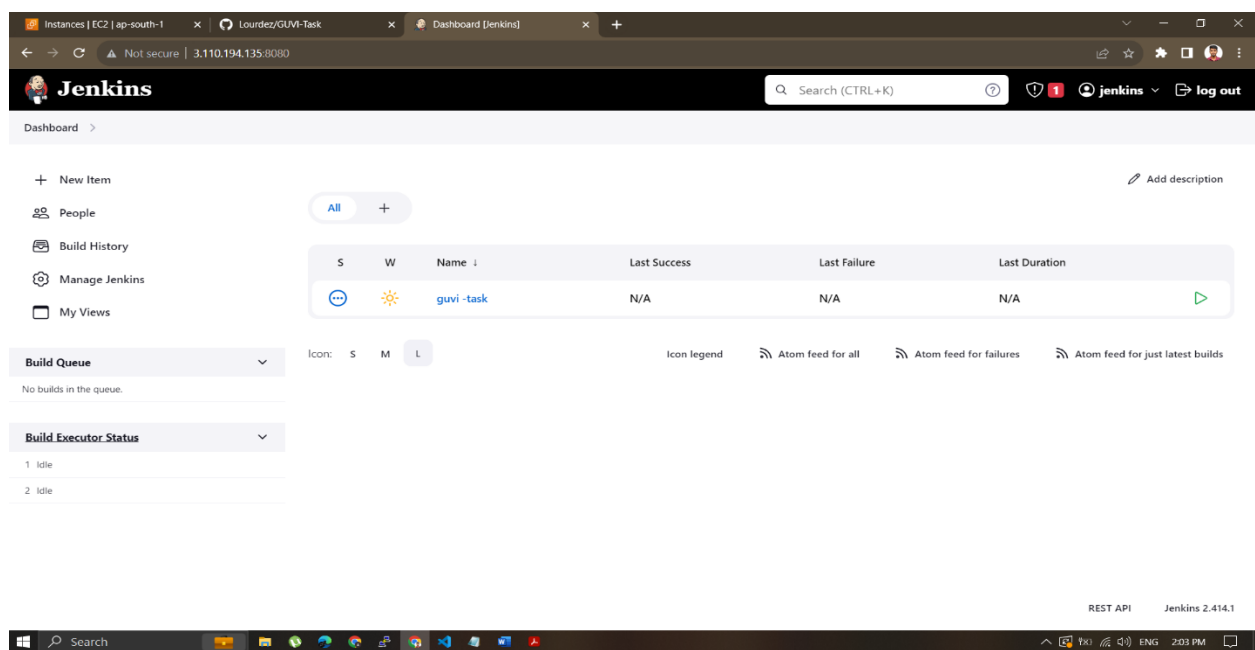 Instances | EC2 | ap-south-1
Lourdez/GUVI-Task
Dashboard [Jenkins]
Not secure | 3.110.194.135:8080
Jenkins
Search (CTRL+K)
1
jenkins
log out
Dashboard
New Item
People
Build History
Manage Jenkins
My Views
Build Queue
No builds in the queue.
Build Executor Status
1 Idle
2 Idle
Add description
All +
S W Name ↓ Last Success Last Failure Last Duration
guvi -task N/A N/A N/A
Icon: S M L Icon legend Atom feed for all Atom feed for failures Atom feed for just latest builds
REST API Jenkins 2.414.1
Search
ENG 2:03 PM